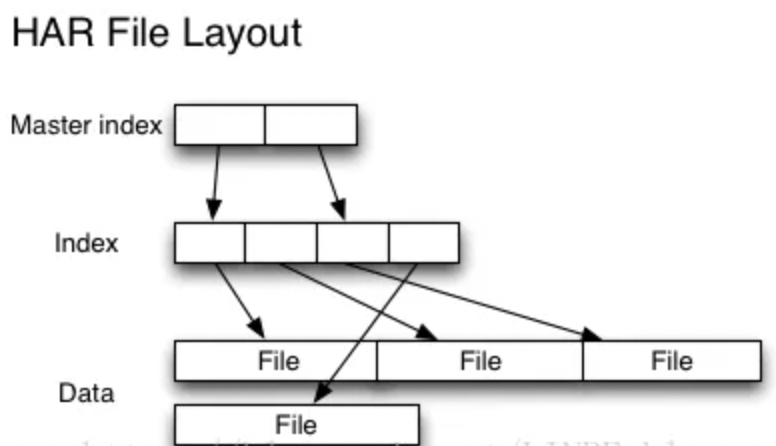 HAR File Layout
Master index
Index
File File File
Data
File